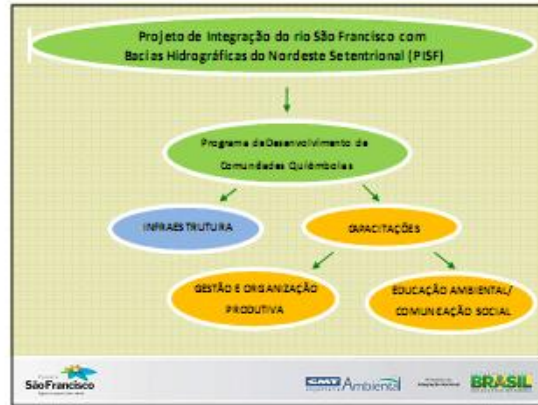 Projeto de Integração do rio São Francisco com
Bacias Hidrográficas do Nordeste Setentrional (PISF)
Programa de Desenvolvimento de
Comunidades Quilombolas
INFRAESTRUTURA
CAPACITAÇÕES
GESTÃO E ORGANIZAÇÃO
PRODUTIVA
EDUCAÇÃO AMBIENTAL/
COMUNICAÇÃO SOCIAL
São Francisco
CMT
Ambiental
BRASIL